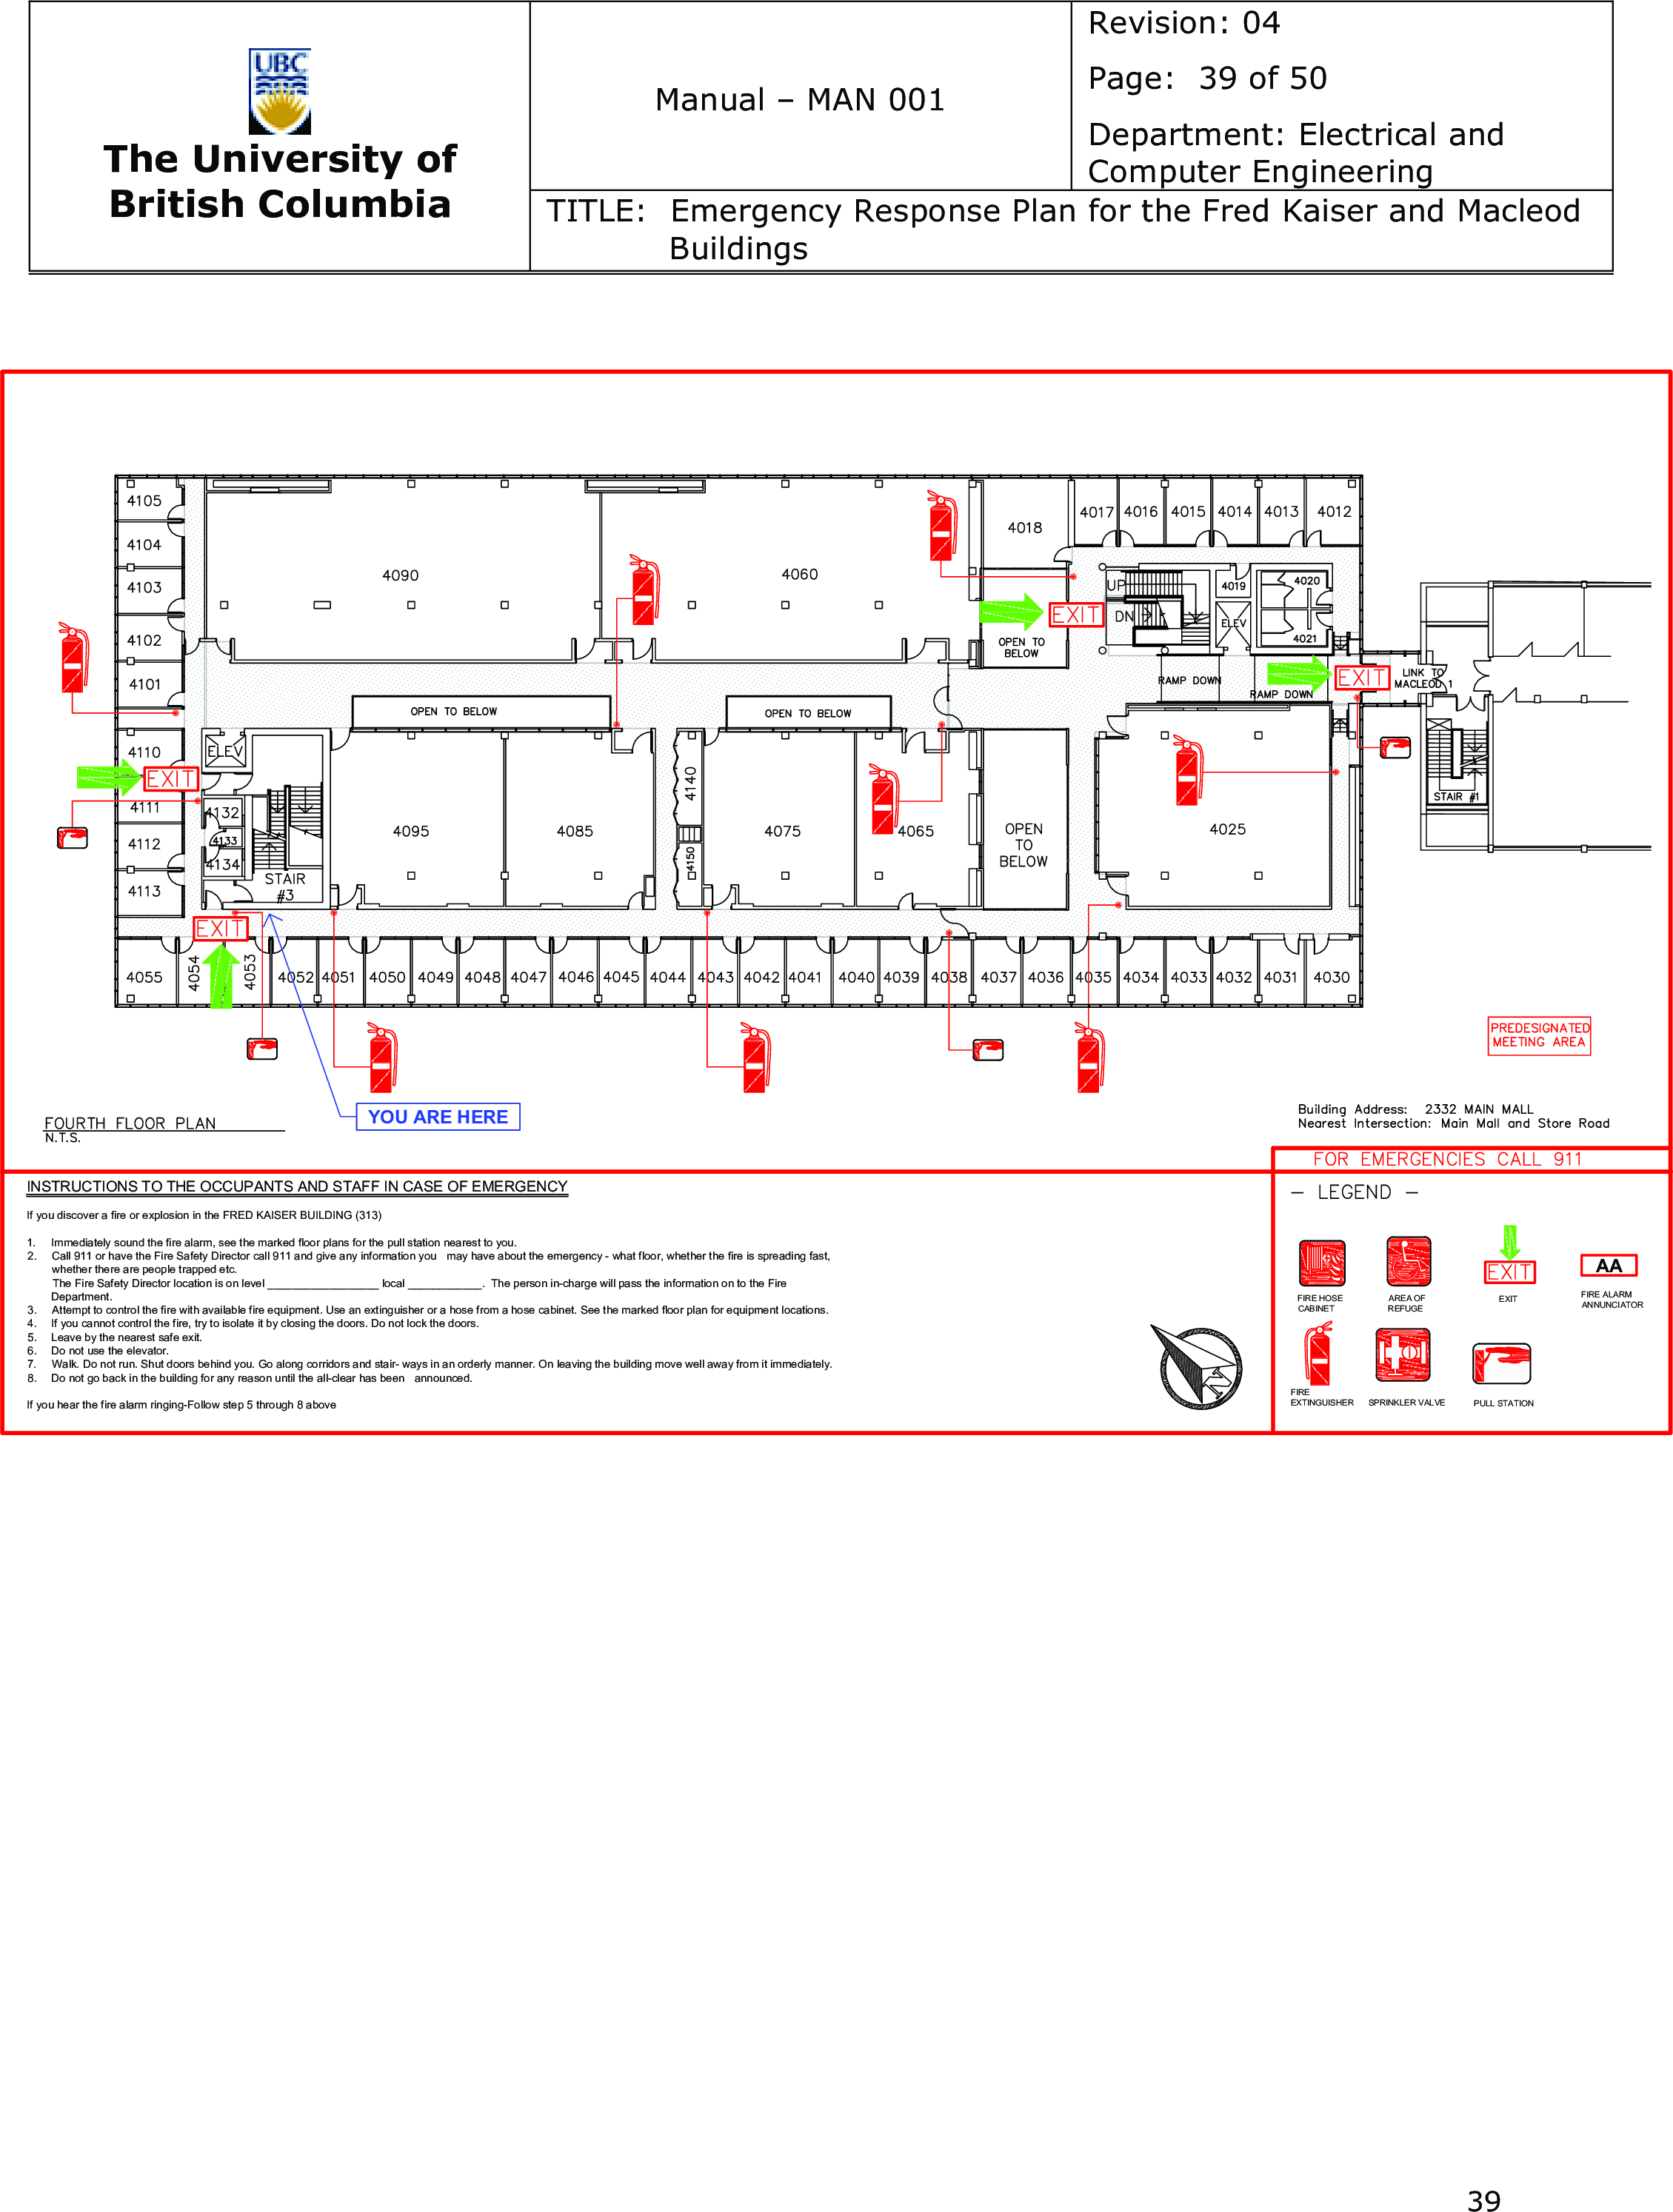 UBC
The University of
British Columbia
Manual – MAN 001
Revision: 04
Page: 39 of 50
Department: Electrical and
Computer Engineering
TITLE: Emergency Response Plan for the Fred Kaiser and Macleod
Buildings
4105
4104
4103
4102
4101
4110
4111
4112
4113
4090
4060
4018
4017 4016 4015 4014 4013 4012
UP
DN
4019
ELEV
4020
4021
OPEN TO
BELOW
EXIT
RAMP DOWN
RAMP DOWN
EXIT
LINK TO
MACLEOD 1
STAIR #1
OPEN TO BELOW
OPEN TO BELOW
ELEV
EXIT
4132
4133
4134
STAIR
#3
4095
4085
4140
4150
4075
4065
OPEN
TO
BELOW
4025
EXIT
4055 4054 4053 4052 4051 4050 4049 4048 4047 4046 4045 4044 4043 4042 4041 4040 4039 4038 4037 4036 4035 4034 4033 4032 4031 4030
PREDESIGNATED
MEETING AREA
YOU ARE HERE
FOURTH FLOOR PLAN
N.T.S.
Building Address: 2332 MAIN MALL
Nearest Intersection: Main Mall and Store Road
FOR EMERGENCIES CALL 911
INSTRUCTIONS TO THE OCCUPANTS AND STAFF IN CASE OF EMERGENCY
If you discover a fire or explosion in the FRED KAISER BUILDING (313)
1. Immediately sound the fire alarm, see the marked floor plans for the pull station nearest to you.
2. Call 911 or have the Fire Safety Director call 911 and give any information you may have about the emergency - what floor, whether the fire is spreading fast,
whether there are people trapped etc.
The Fire Safety Director location is on level __________________ local ____________. The person in-charge will pass the information on to the Fire
Department.
3. Attempt to control the fire with available fire equipment. Use an extinguisher or a hose from a hose cabinet. See the marked floor plan for equipment locations.
4. If you cannot control the fire, try to isolate it by closing the doors. Do not lock the doors.
5. Leave by the nearest safe exit.
6. Do not use the elevator.
7. Walk. Do not run. Shut doors behind you. Go along corridors and stair- ways in an orderly manner. On leaving the building move well away from it immediately.
8. Do not go back in the building for any reason until the all-clear has been announced.
If you hear the fire alarm ringing-Follow step 5 through 8 above
N
– LEGEND –
FIRE HOSE
CABINET
AREA OF
REFUGE
EXIT
EXIT
AA
FIRE ALARM
ANNUNCIATOR
FIRE
EXTINGUISHER
SPRINKLER VALVE
PULL STATION
39